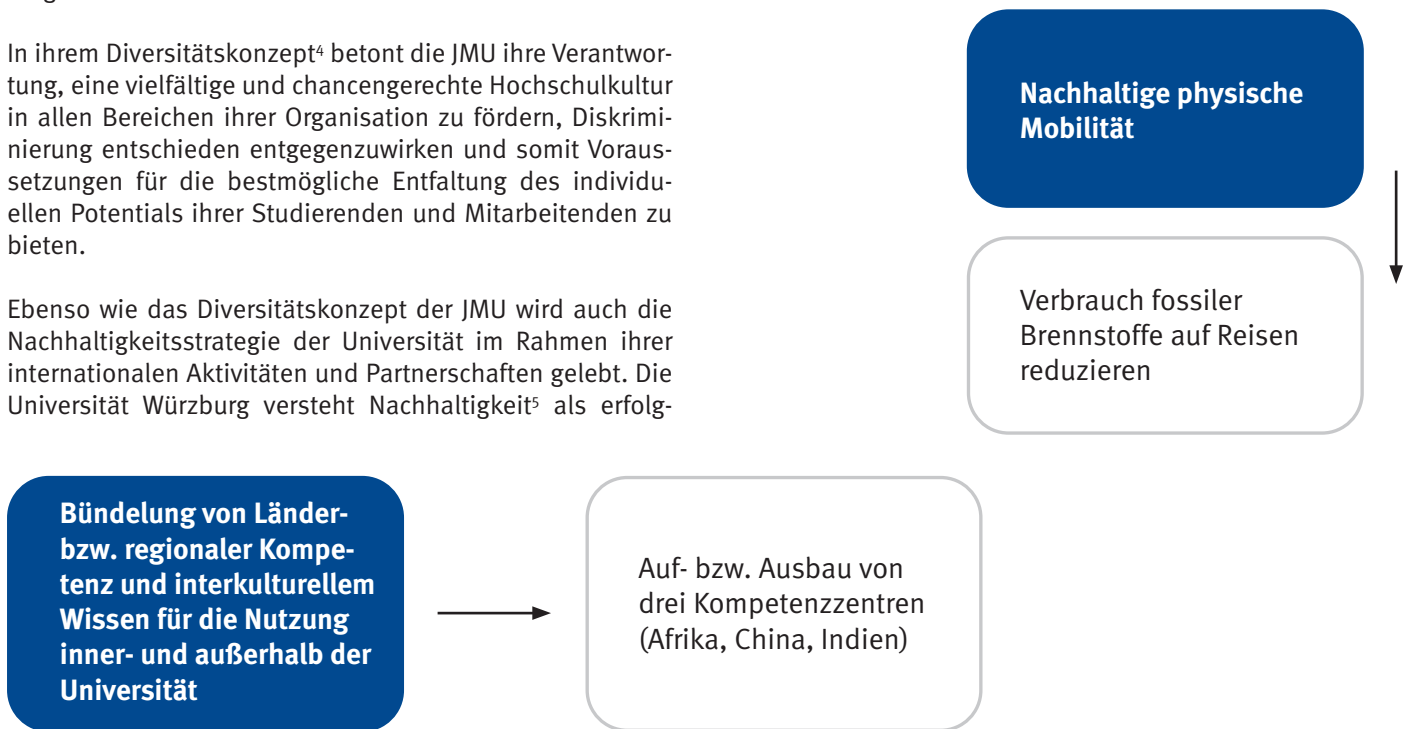 In ihrem Diversitätskonzept⁴ betont die JMU ihre Verantwor-
tung, eine vielfältige und chancengerechte Hochschulkultur
in allen Bereichen ihrer Organisation zu fördern, Diskrimi-
nierung entschieden entgegenzuwirken und somit Voraus-
setzungen für die bestmögliche Entfaltung des individu-
ellen Potentials ihrer Studierenden und Mitarbeitenden zu
bieten.
Ebenso wie das Diversitätskonzept der JMU wird auch die
Nachhaltigkeitsstrategie der Universität im Rahmen ihrer
internationalen Aktivitäten und Partnerschaften gelebt. Die
Universität Würzburg versteht Nachhaltigkeit⁵ als erfolg-
Nachhaltige physische
Mobilität
Verbrauch fossiler
Brennstoffe auf Reisen
reduzieren
Bündelung von Länder-
bzw. regionaler Kompe-
tenz und interkulturellem
Wissen für die Nutzung
inner- und außerhalb der
Universität
Auf- bzw. Ausbau von
drei Kompetenzzentren
(Afrika, China, Indien)